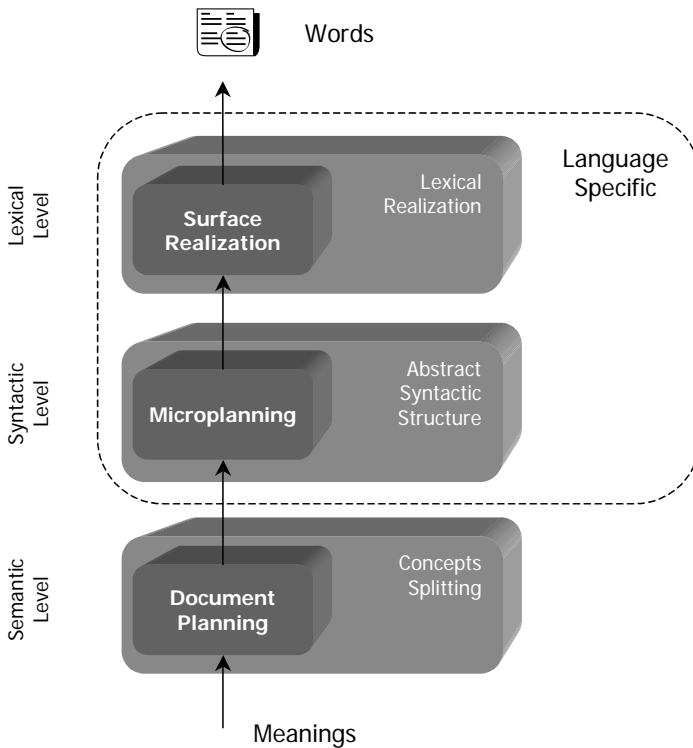 Words
Language
Specific
Lexical
Level
Lexical
Realization
Surface
Realization
Syntactic
Level
Abstract
Syntactic
Structure
Microplanning
Semantic
Level
Concepts
Splitting
Document
Planning
Meanings